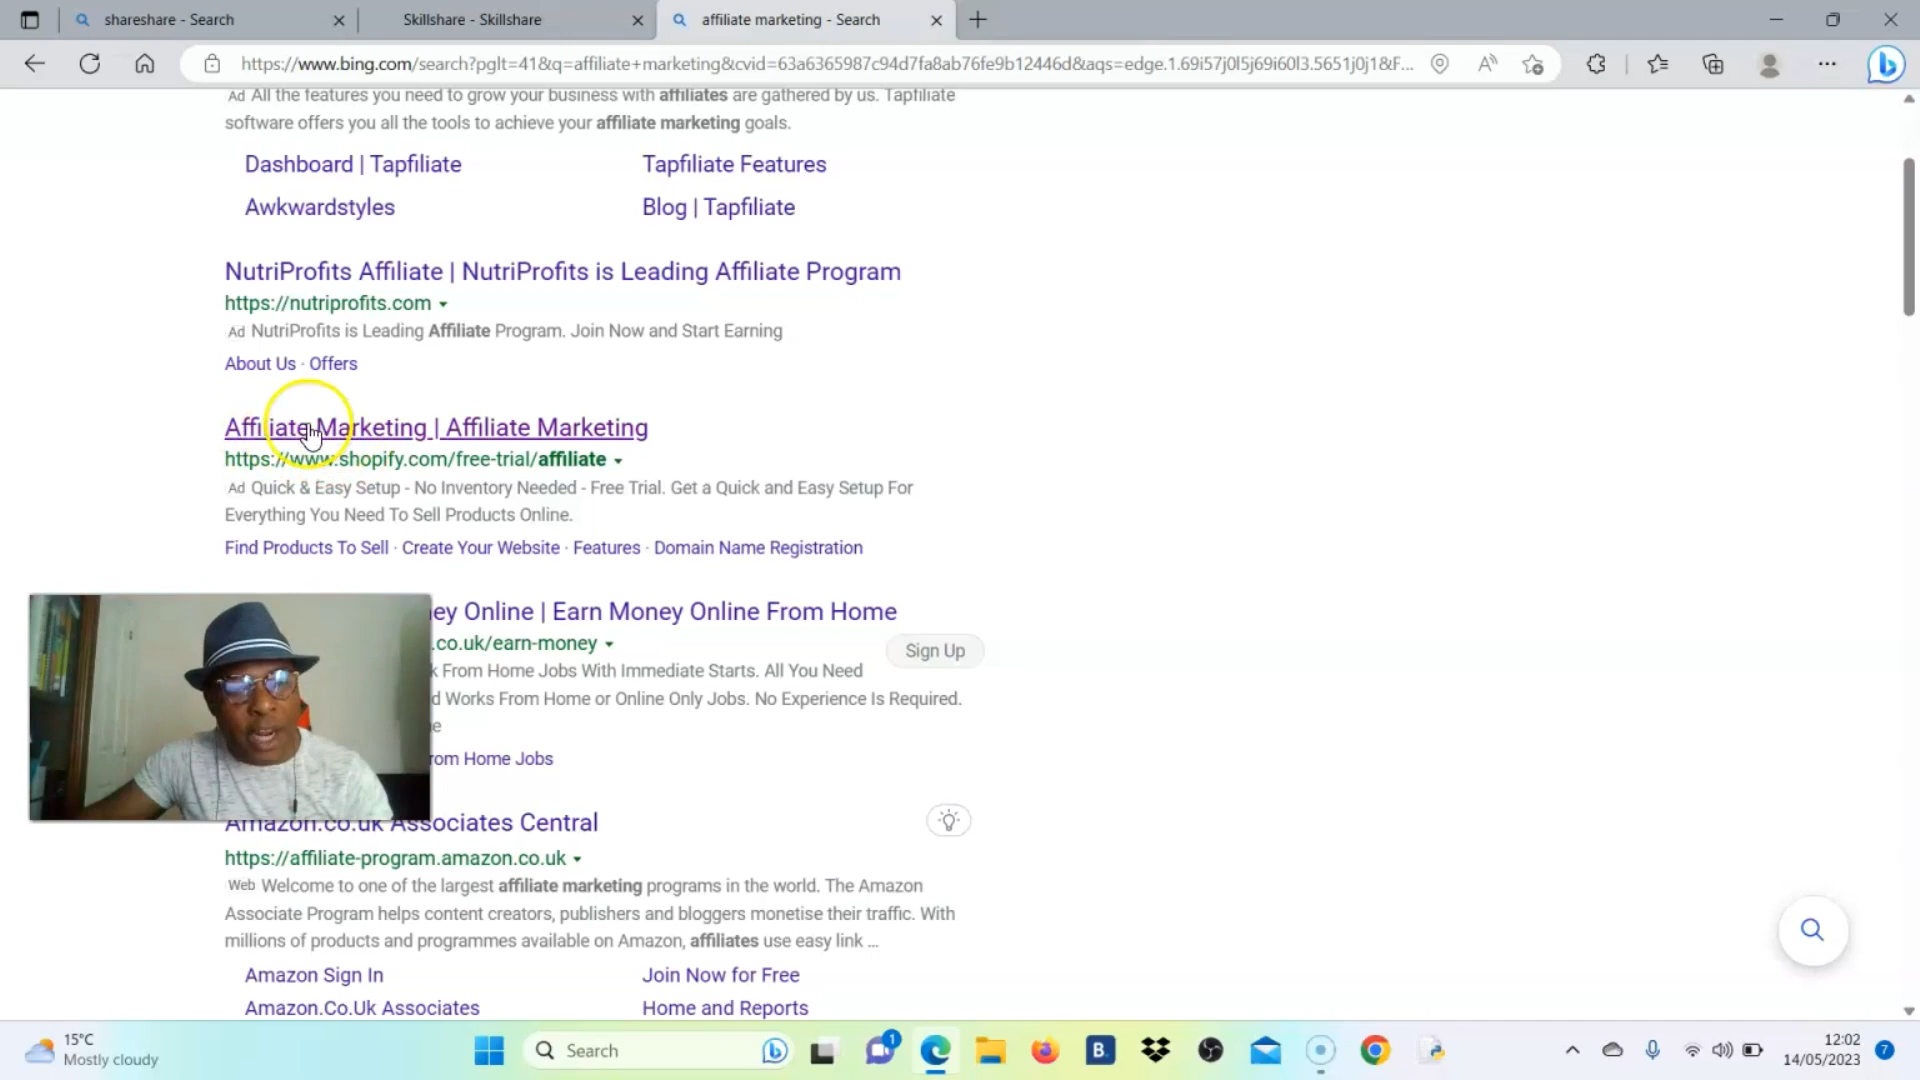 shareshare - Search
Skillshare - Skillshare
affiliate marketing - Search
https://www.bing.com/search?pglt=41&q=affiliate+marketing&cvid=63a6365987c94d7fa8ab76fe9b12446d&aqs=edge.1.69i57j0l5j69i60l3.5651j0j1&F...
Ad All the features you need to grow your business with affiliates are gathered by us. Tapfiliate
software offers you all the tools to achieve your affiliate marketing goals.
Dashboard | Tapfiliate
Tapfiliate Features
Awkwardstyles
Blog | Tapfiliate
NutriProfits Affiliate | NutriProfits is Leading Affiliate Program
https://nutriprofits.com
Ad NutriProfits is Leading Affiliate Program. Join Now and Start Earning
About Us · Offers
Affiliate Marketing | Affiliate Marketing
https://www.shopify.com/free-trial/affiliate
Ad Quick & Easy Setup - No Inventory Needed - Free Trial. Get a Quick and Easy Setup For
Everything You Need To Sell Products Online.
Find Products To Sell · Create Your Website · Features · Domain Name Registration
ey Online | Earn Money Online From Home
.co.uk/earn-money
Sign Up
k From Home Jobs With Immediate Starts. All You Need
d Works From Home or Online Only Jobs. No Experience Is Required.
e
rom Home Jobs
Amazon.co.uk Associates Central
https://affiliate-program.amazon.co.uk
Web Welcome to one of the largest affiliate marketing programs in the world. The Amazon
Associate Program helps content creators, publishers and bloggers monetise their traffic. With
millions of products and programmes available on Amazon, affiliates use easy link ...
Amazon Sign In
Join Now for Free
Amazon.Co.Uk Associates
Home and Reports
15°C
Mostly cloudy
Search
1
B.
12:02
14/05/2023
7